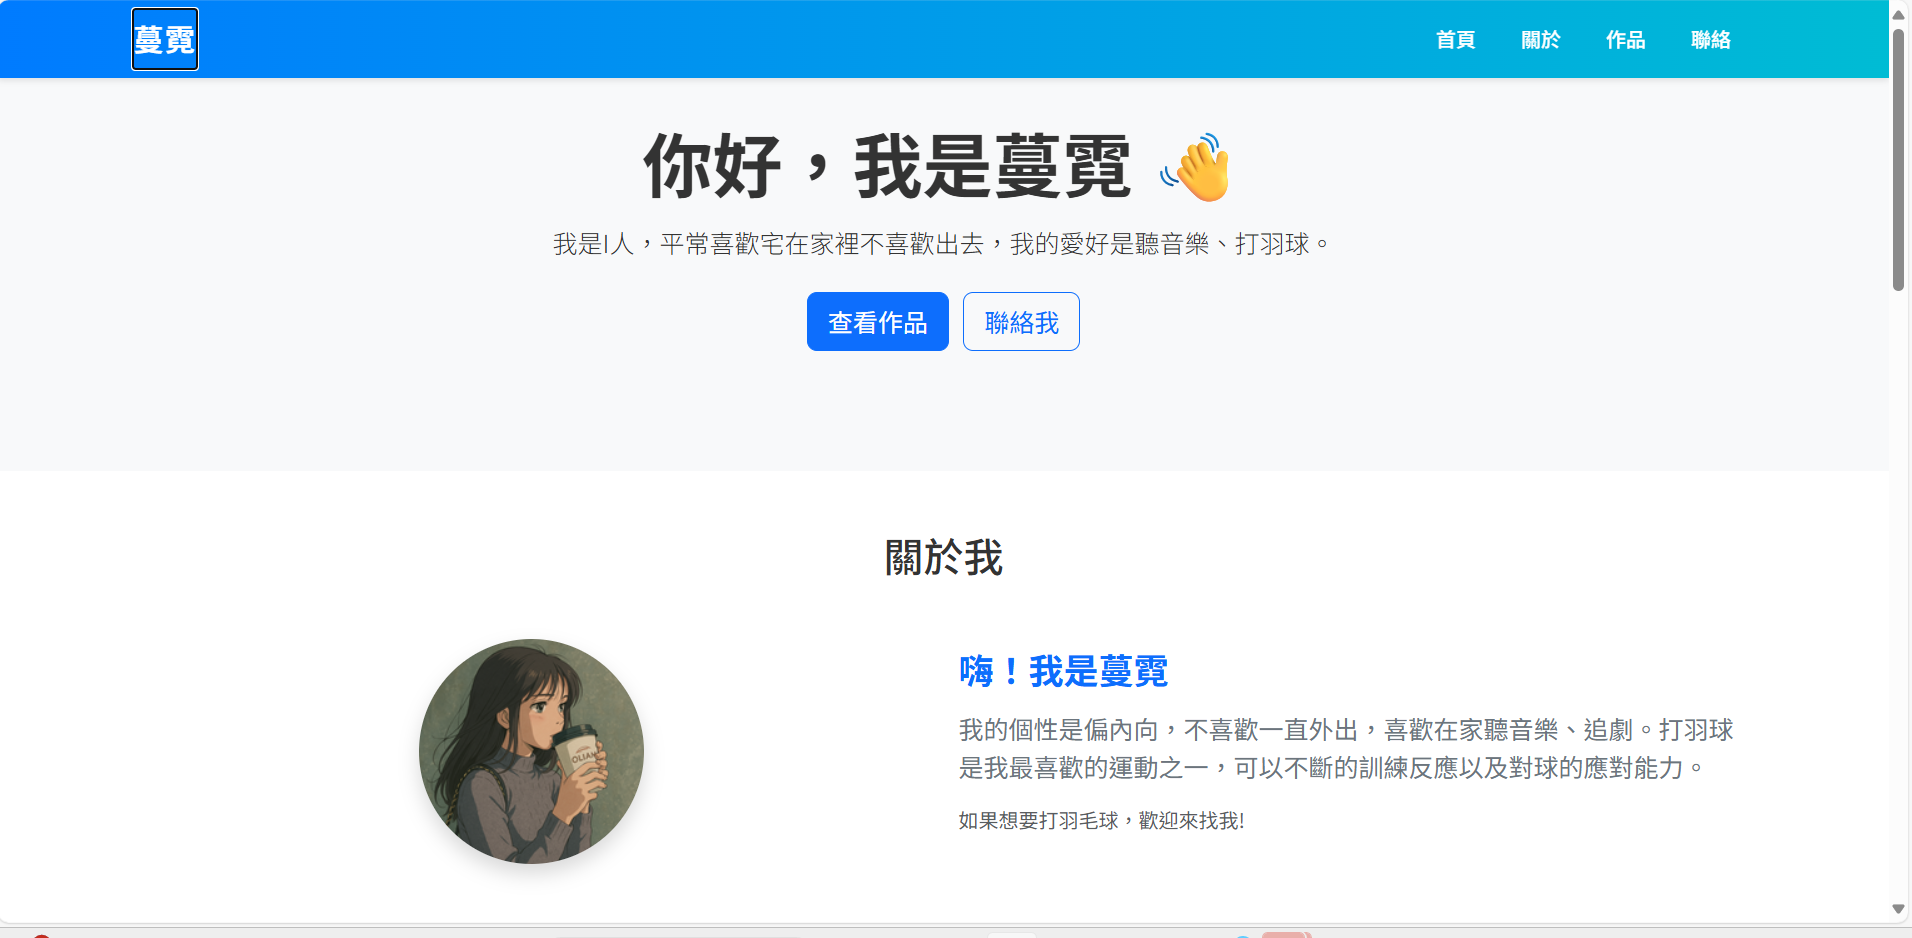 蔓霓
首頁 關於 作品 聯絡
你好，我是蔓霓 👋
我是I人，平常喜歡宅在家裡不喜歡出去，我的愛好是聽音樂、打羽球。
查看作品 聯絡我
關於我
嗨！我是蔓霓
我的個性是偏內向，不喜歡一直外出，喜歡在家聽音樂、追劇。打羽球
是我最喜歡的運動之一，可以不斷的訓練反應以及對球的應對能力。
如果想要打羽毛球，歡迎來找我!